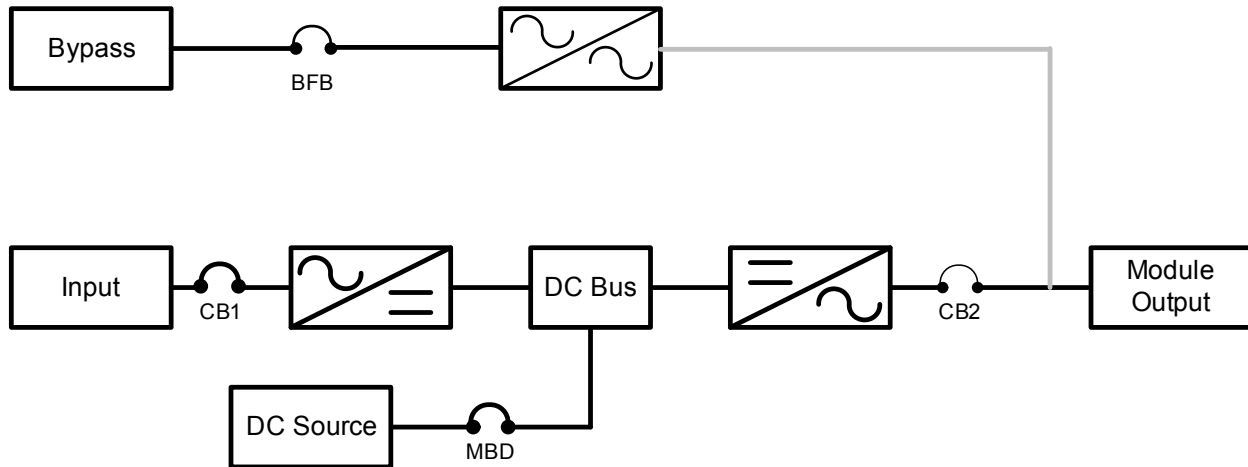 Bypass
BFB
Input
CB1
DC Bus
CB2
Module
Output
DC Source
MBD